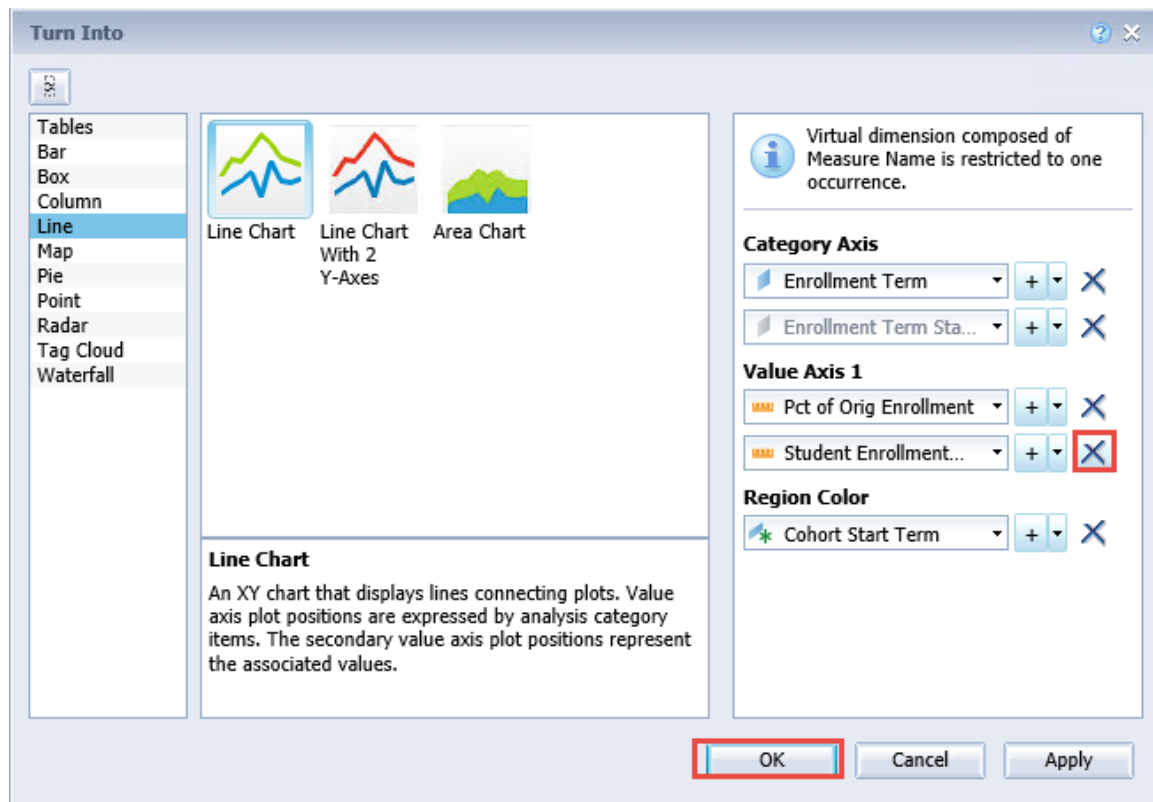 Turn Into
Tables
Bar
Box
Column
Line
Map
Pie
Point
Radar
Tag Cloud
Waterfall
Line Chart
Line Chart
With 2
Y-Axes
Area Chart
Line Chart
An XY chart that displays lines connecting plots. Value
axis plot positions are expressed by analysis category
items. The secondary value axis plot positions represent
the associated values.
Virtual dimension composed of
Measure Name is restricted to one
occurrence.
Category Axis
Enrollment Term
Enrollment Term Sta...
Value Axis 1
Pct of Orig Enrollment
Student Enrollment...
Region Color
Cohort Start Term
OK
Cancel
Apply